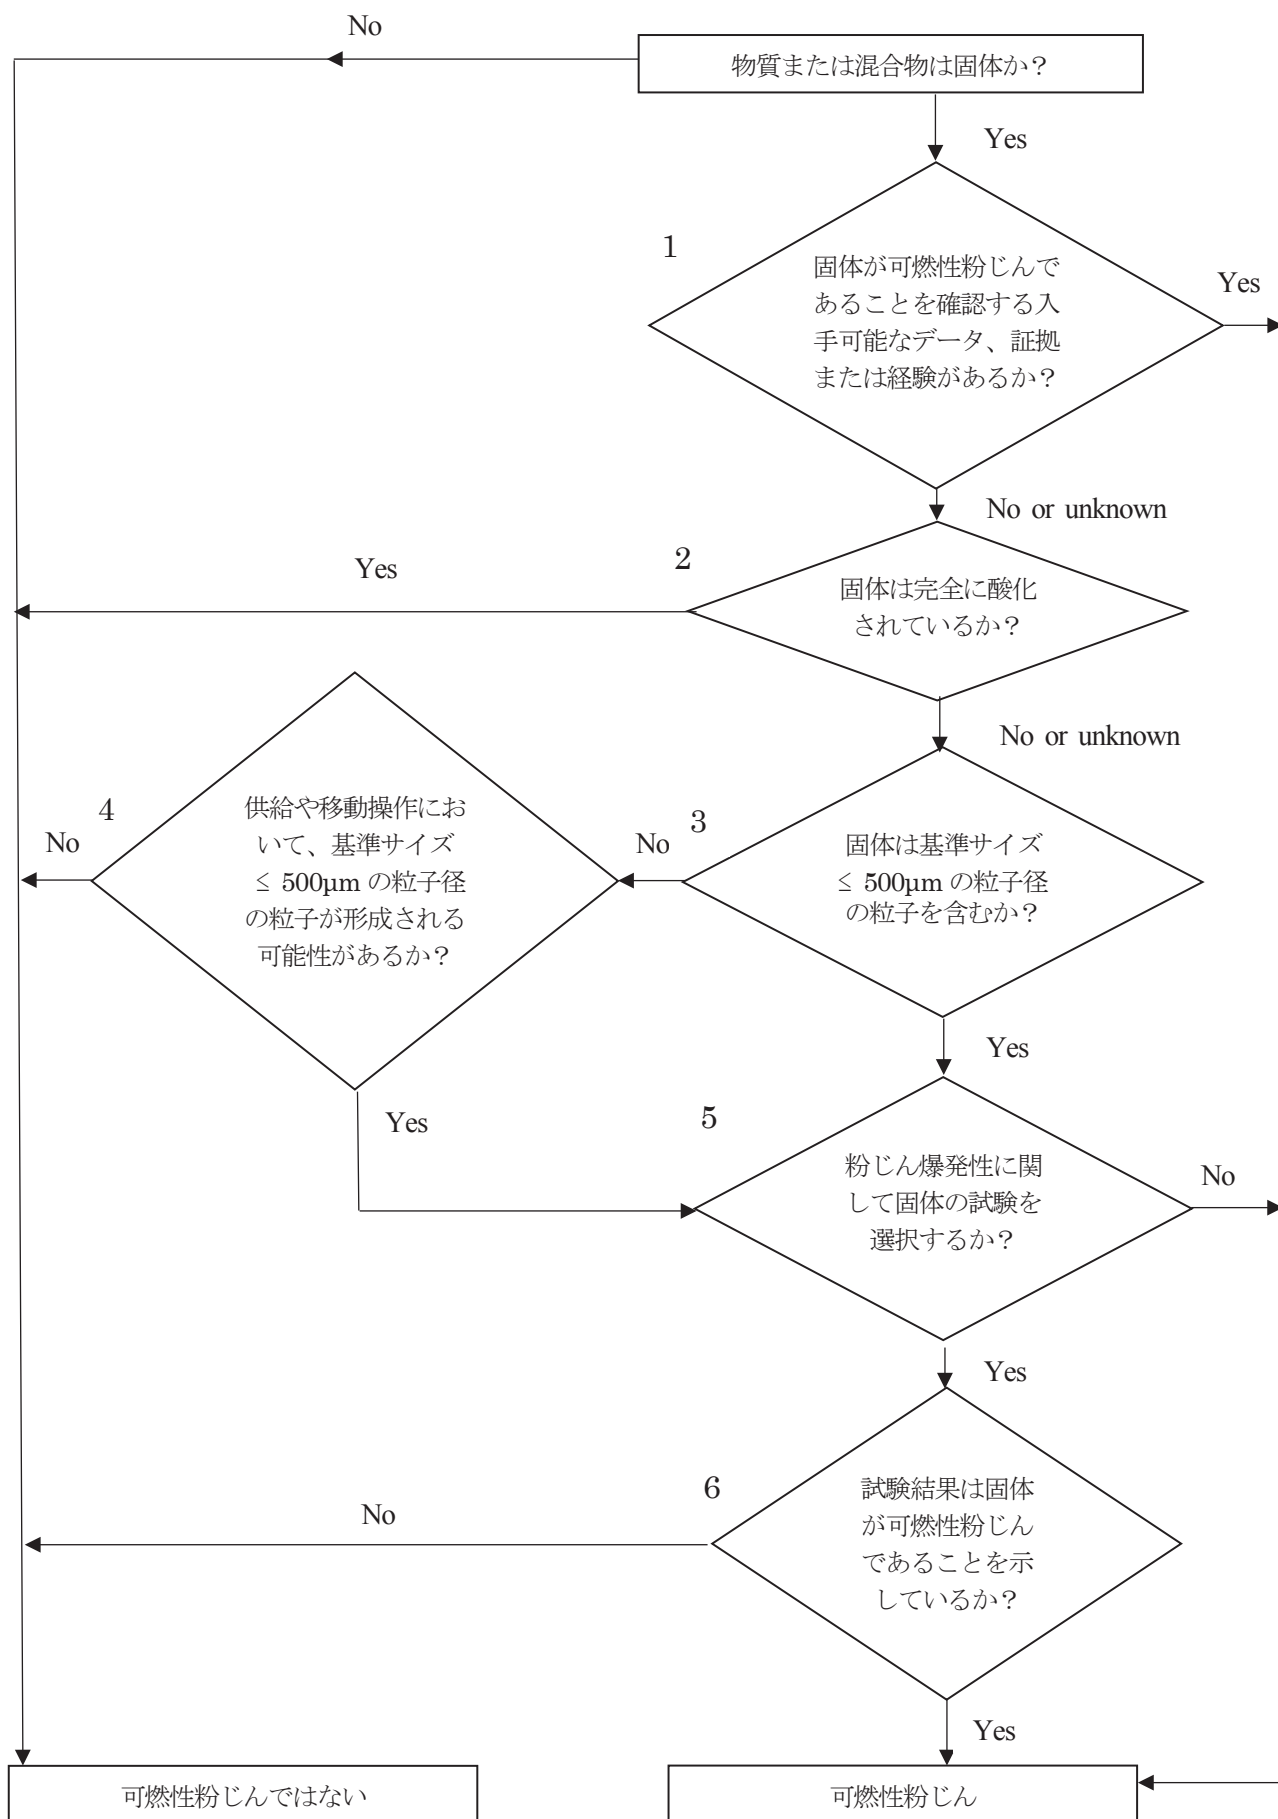 No
物質または混合物は固体か？
Yes
1
固体が可燃性粉じんで
あることを確認する入
手可能なデータ、証拠
または経験があるか？
Yes
No or unknown
2
Yes
固体は完全に酸化
されているか？
No or unknown
4
供給や移動操作にお
いて、基準サイズ
≤ 500µm の粒子径
の粒子が形成される
可能性があるか？
No
3
No
固体は基準サイズ
≤ 500µm の粒子径
の粒子を含むか？
Yes
Yes
5
粉じん爆発性に関
して固体の試験を
選択するか？
No
Yes
6
試験結果は固体
が可燃性粉じん
であることを示
しているか？
No
Yes
可燃性粉じんではない
可燃性粉じん